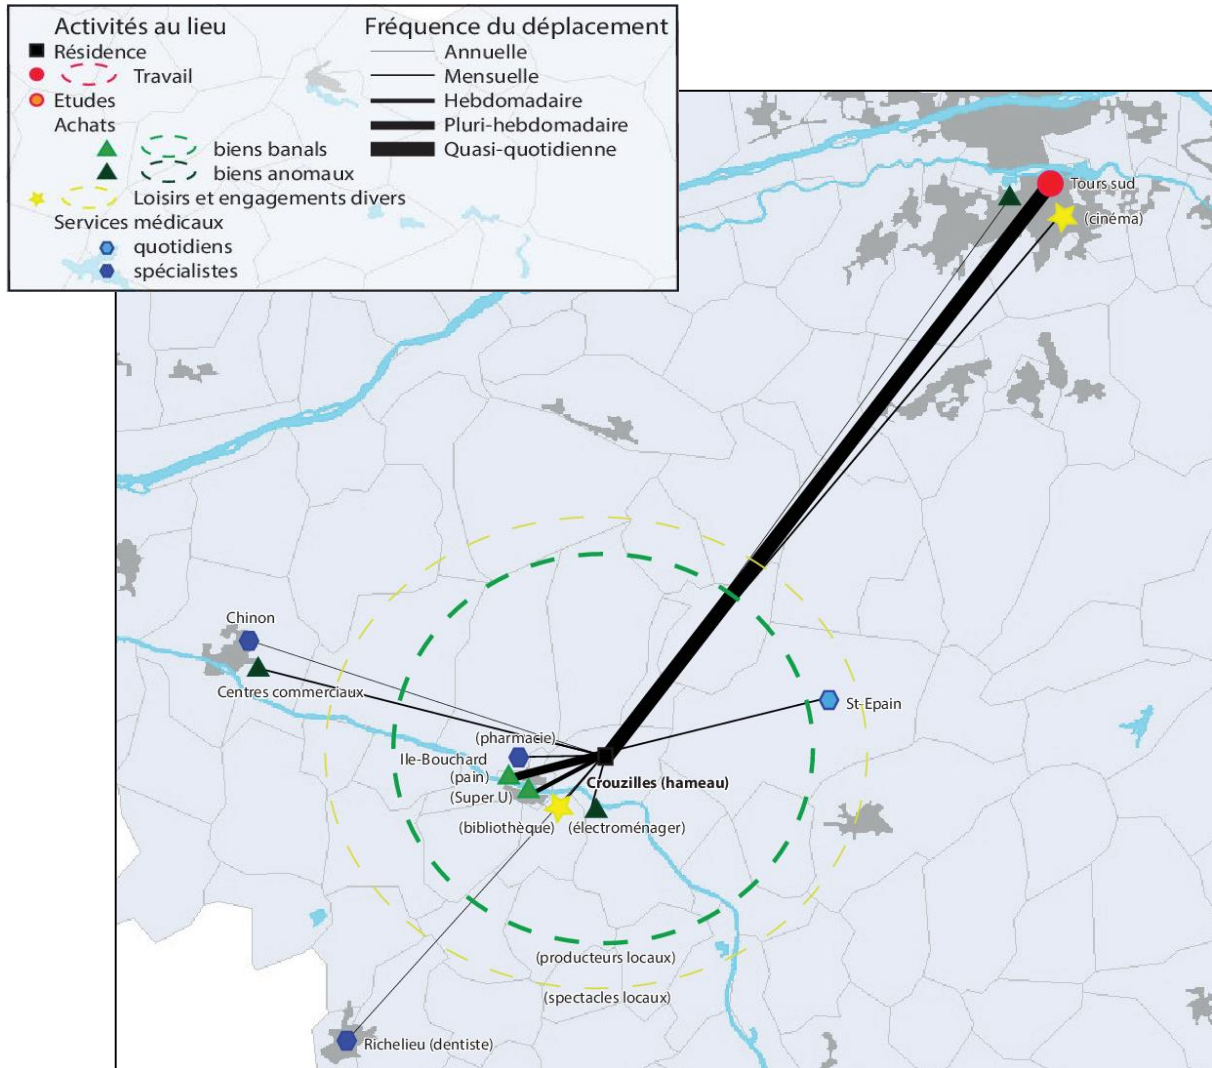 Activités au lieu
Fréquence du déplacement
Résidence
Annuelle
Travail
Mensuelle
Etudes
Hebdomadaire
Achats
Pluri-hebdomadaire
biens banals
Quasi-quotidienne
biens anomaux
Loisirs et engagements divers
Services médicaux
quotidiens
spécialistes
Tours sud
(cinéma)
Chinon
Centres commerciaux
St-Epain
(pharmacie)
Ile-Bouchard
(pain)
Crouzilles (hameau)
(Super U)
(bibliothèque)
(électroménager)
(producteurs locaux)
(spectacles locaux)
Richelieu (dentiste)